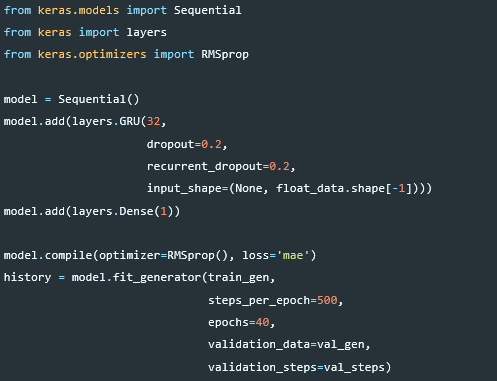 from keras.models import Sequential
from keras import layers
from keras.optimizers import RMSprop

model = Sequential()
model.add(layers.GRU(32,
                     dropout=0.2,
                     recurrent_dropout=0.2,
                     input_shape=(None, float_data.shape[-1])))
model.add(layers.Dense(1))

model.compile(optimizer=RMSprop(), loss='mae')
history = model.fit_generator(train_gen,
                              steps_per_epoch=500,
                              epochs=40,
                              validation_data=val_gen,
                              validation_steps=val_steps)